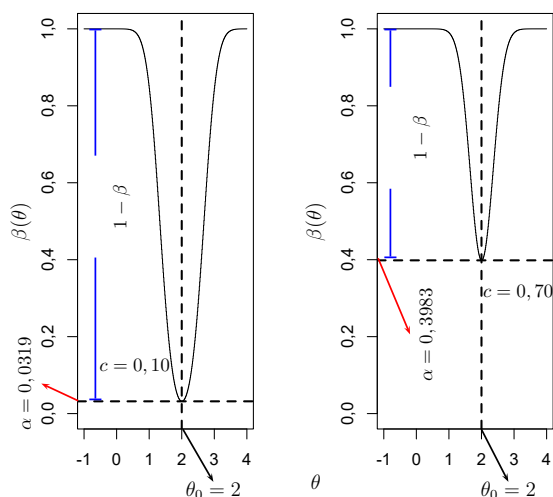 1,0
0,8
0,6
0,4
0,2
0,0
β(θ)
1 − β
c = 0, 10
α = 0, 0319
-1 0 1 2 3 4
θ₀ = 2
1,0
0,8
0,6
0,4
0,2
0,0
β(θ)
1 − β
c = 0, 70
α = 0, 3983
-1 0 1 2 3 4
θ
θ₀ = 2